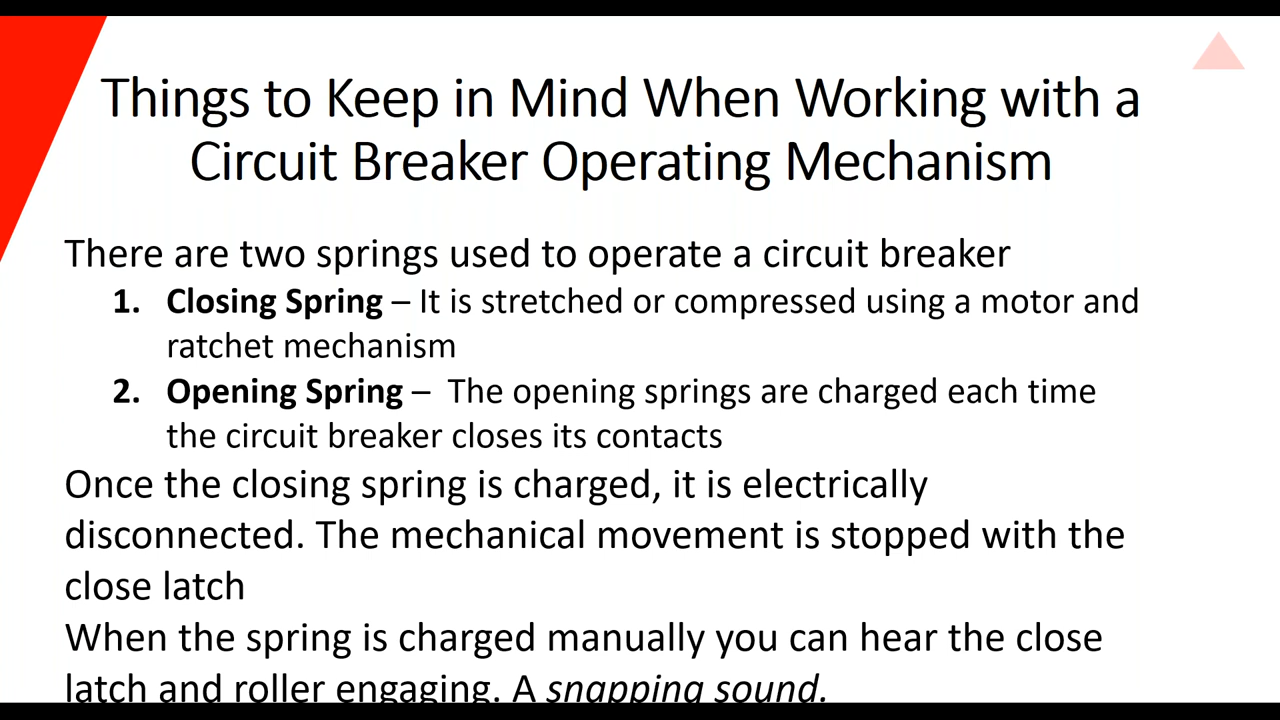 Things to Keep in Mind When Working with a
Circuit Breaker Operating Mechanism
There are two springs used to operate a circuit breaker
1. Closing Spring – It is stretched or compressed using a motor and
ratchet mechanism
2. Opening Spring – The opening springs are charged each time
the circuit breaker closes its contacts
Once the closing spring is charged, it is electrically
disconnected. The mechanical movement is stopped with the
close latch
When the spring is charged manually you can hear the close
latch and roller engaging. A snapping sound.